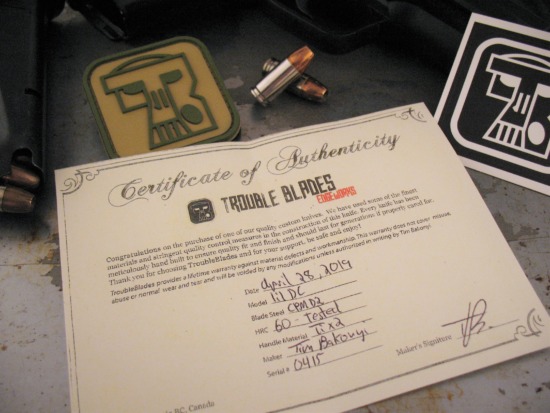 Certificate of Authenticity
TROUBLE BLADES
EDGEWORKS
Congratulations on the purchase of one of our quality custom knives. We have used some of the finest
materials and stringent quality control measures in the construction of this knife. Every knife has been
meticulously hand built to ensure quality fit and finish and should last for generations if properly cared for.
Thank you for choosing TroubleBlades and for your support, be safe and enjoy!
TroubleBlades provides a lifetime warranty against material defects and workmanship. This warranty does not cover misuse
abuse or normal wear and tear and will be voided by any modifications unless authorized in writing by Tim Bakonyi.
Date April 28, 2019
Model lil DC
Blade Steel CPM D2
HRC 60 - Tested
Handle Material Tix2
Maker Tim Bakonyi
Serial # 0415
Maker's Signature
BC, Canada